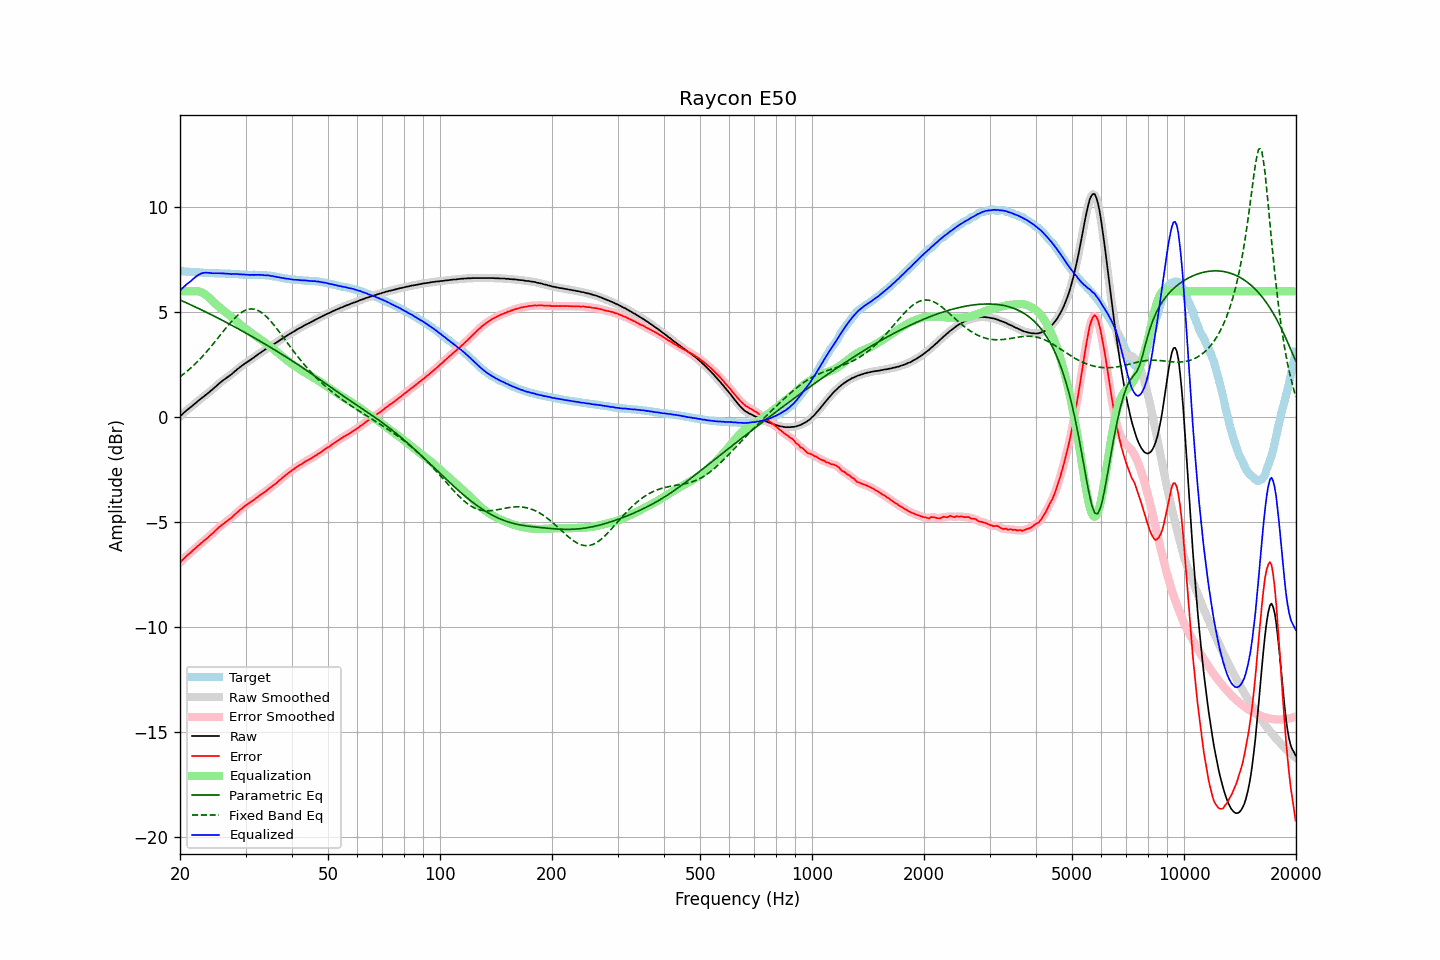 Raycon E50
Amplitude (dBr)
10
5
0
−5
−10
−15
−20
Target
Raw Smoothed
Error Smoothed
Raw
Error
Equalization
Parametric Eq
Fixed Band Eq
Equalized
20 50 100 200 500 1000 2000 5000 10000 20000
Frequency (Hz)